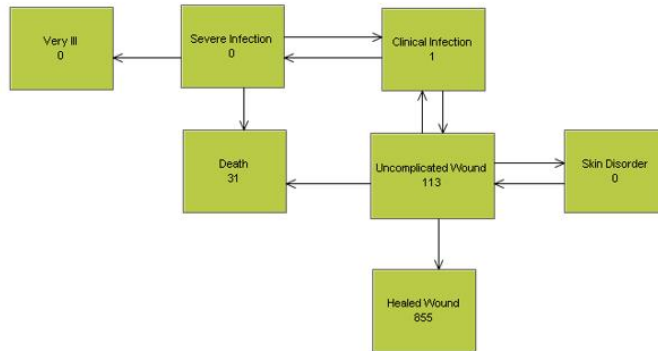 Very Ill
0
Severe Infection
0
Clinical Infection
1
Death
31
Uncomplicated Wound
113
Skin Disorder
0
Healed Wound
855